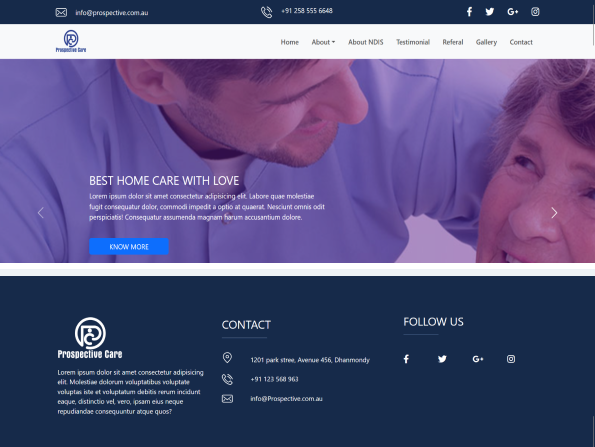 info@prospective.com.au
+91 258 555 6648
Prospective Care
Home About About NDIS Testimonial Referal Gallery Contact
BEST HOME CARE WITH LOVE
Lorem ipsum dolor sit amet consectetur adipisicing elit. Labore quae molestiae
fugit consequatur dolor, commodi impedit a optio at quaerat. Nesciunt omnis odit
perspiciatis! Consequatur assumenda magnam harum accusantium dolore.
KNOW MORE
Prospective Care
Lorem ipsum dolor sit amet consectetur adipisicing
elit. Molestiae dolorum voluptatibus voluptate
voluptas iste et voluptatum debitis rerum incidunt
eaque, distinctio vel, vero, ipsam eius neque
repudiandae consequuntur atque quos?
CONTACT
1201 park stree, Avenue 456, Dhanmondy
+91 123 568 963
info@Prospective.com.au
FOLLOW US